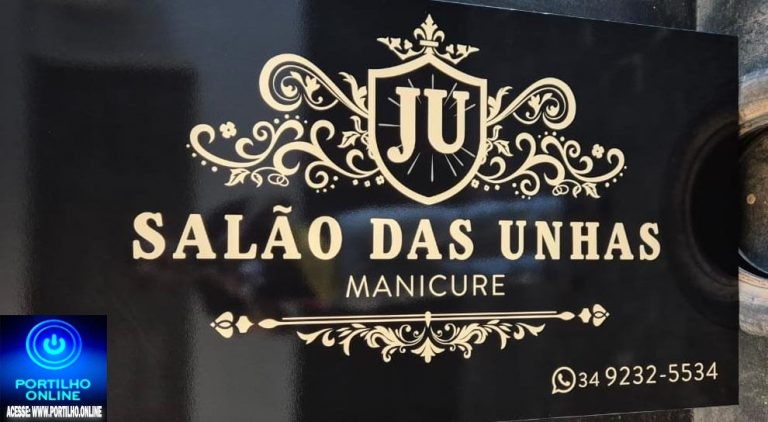 JU
SALÃO DAS UNHAS
MANICURE
34 9232-5534
PORTILHO
ONLINE
ACESSE: WWW.PORTILHO.ONLINE